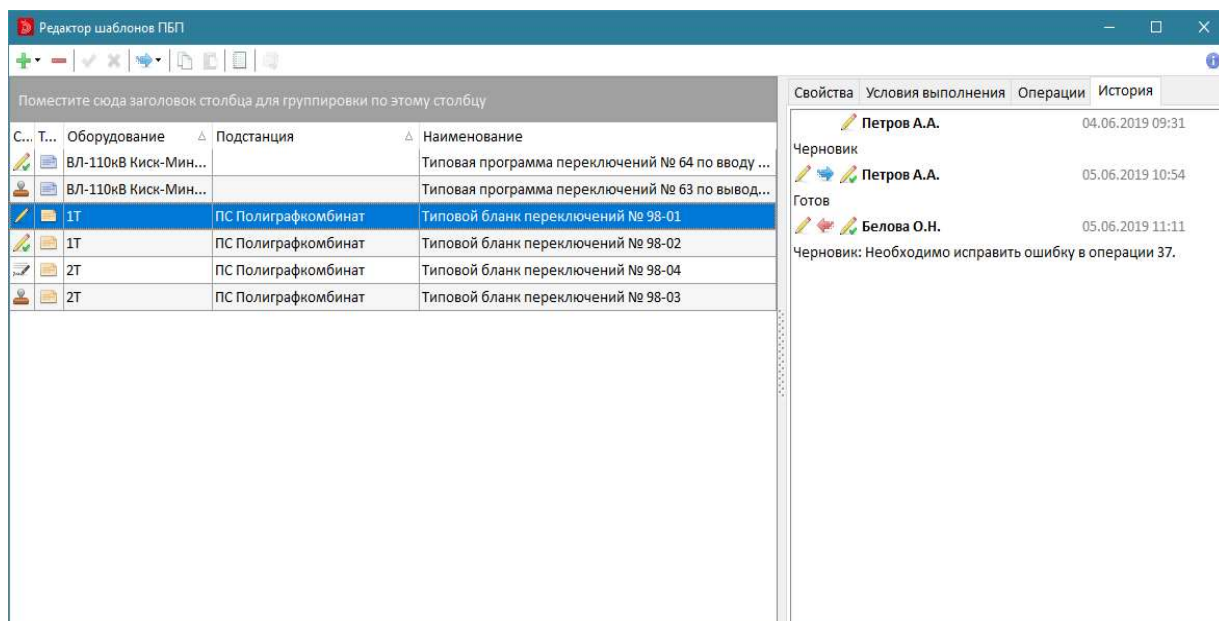 Редактор шаблонов ПБП
Поместите сюда заголовок столбца для группировки по этому столбцу
С... Т... Оборудование Подстанция Наименование
ВЛ-110кВ Киск-Мин... Типовая программа переключений № 64 по вводу ...
ВЛ-110кВ Киск-Мин... Типовая программа переключений № 63 по вывод...
1Т ПС Полиграфкомбинат Типовой бланк переключений № 98-01
1Т ПС Полиграфкомбинат Типовой бланк переключений № 98-02
2Т ПС Полиграфкомбинат Типовой бланк переключений № 98-04
2Т ПС Полиграфкомбинат Типовой бланк переключений № 98-03
Свойства Условия выполнения Операции История
Петров А.А. 04.06.2019 09:31
Черновик
Петров А.А. 05.06.2019 10:54
Готов
Белова О.Н. 05.06.2019 11:11
Черновик: Необходимо исправить ошибку в операции 37.